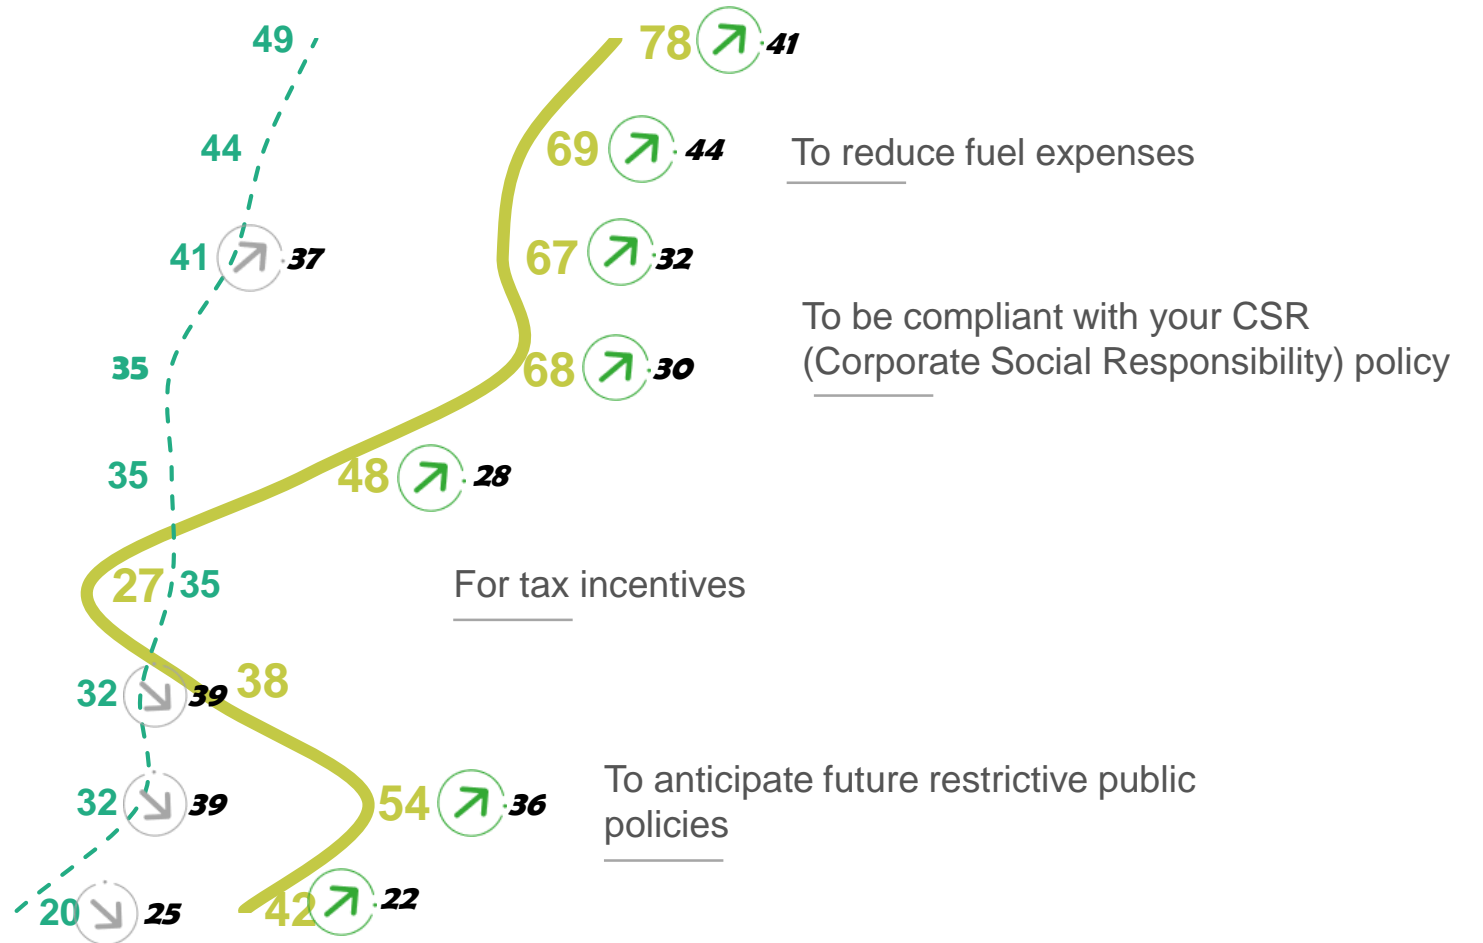 49 78 41
44 69 44 To reduce fuel expenses
41 37 67 32
To be compliant with your CSR
(Corporate Social Responsibility) policy
35 68 30
35 48 28
27 35 For tax incentives
32 39 38
To anticipate future restrictive public
policies
32 39 54 36
20 25 42 22